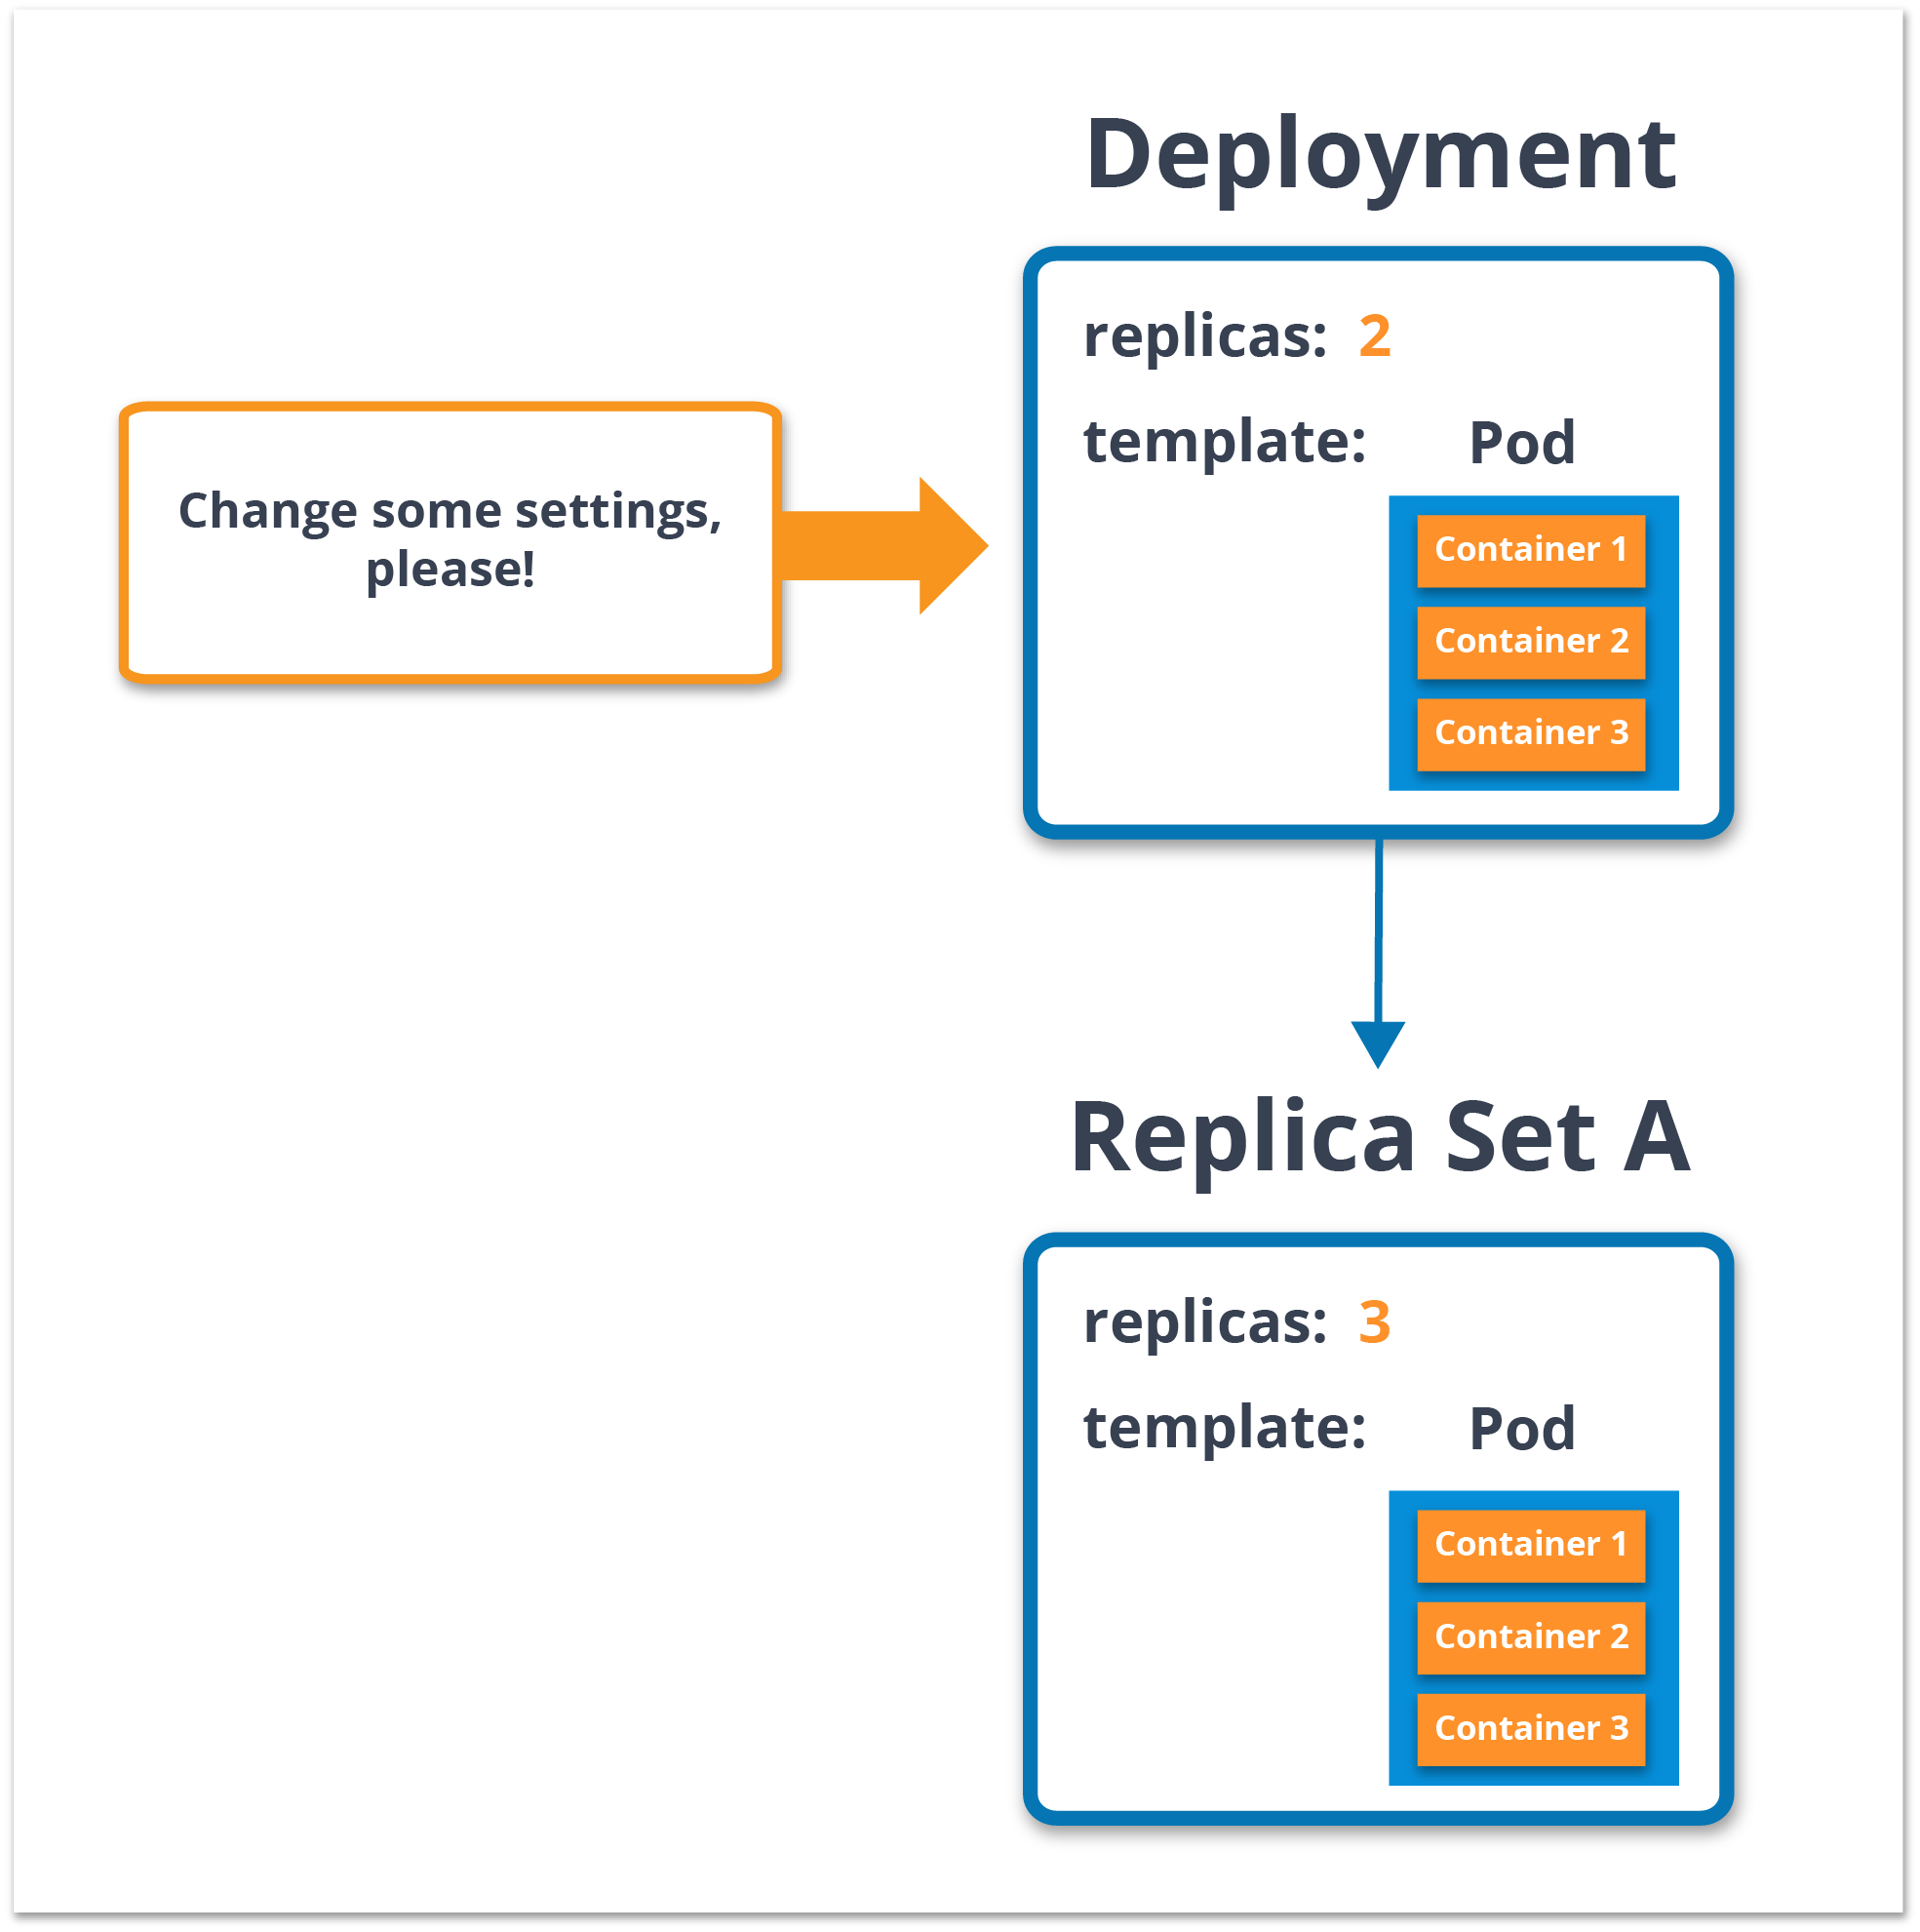 Deployment
replicas: 2
template: Pod
Container 1
Container 2
Container 3
Change some settings,
please!
Replica Set A
replicas: 3
template: Pod
Container 1
Container 2
Container 3